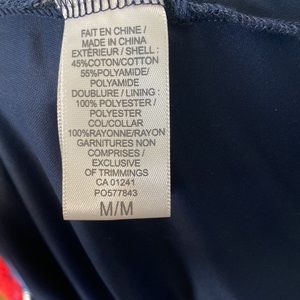 FAIT EN CHINE /
MADE IN CHINA
EXTÉRIEUR / SHELL :
45%COTON/COTTON
55%POLYAMIDE/
POLYAMIDE
DOUBLURE / LINING :
100% POLYESTER /
POLYESTER
COL/COLLAR
100%RAYONNE/RAYON
GARNITURES NON
COMPRISES /
EXCLUSIVE
OF TRIMMINGS
CA 01241
PO577843
M/M